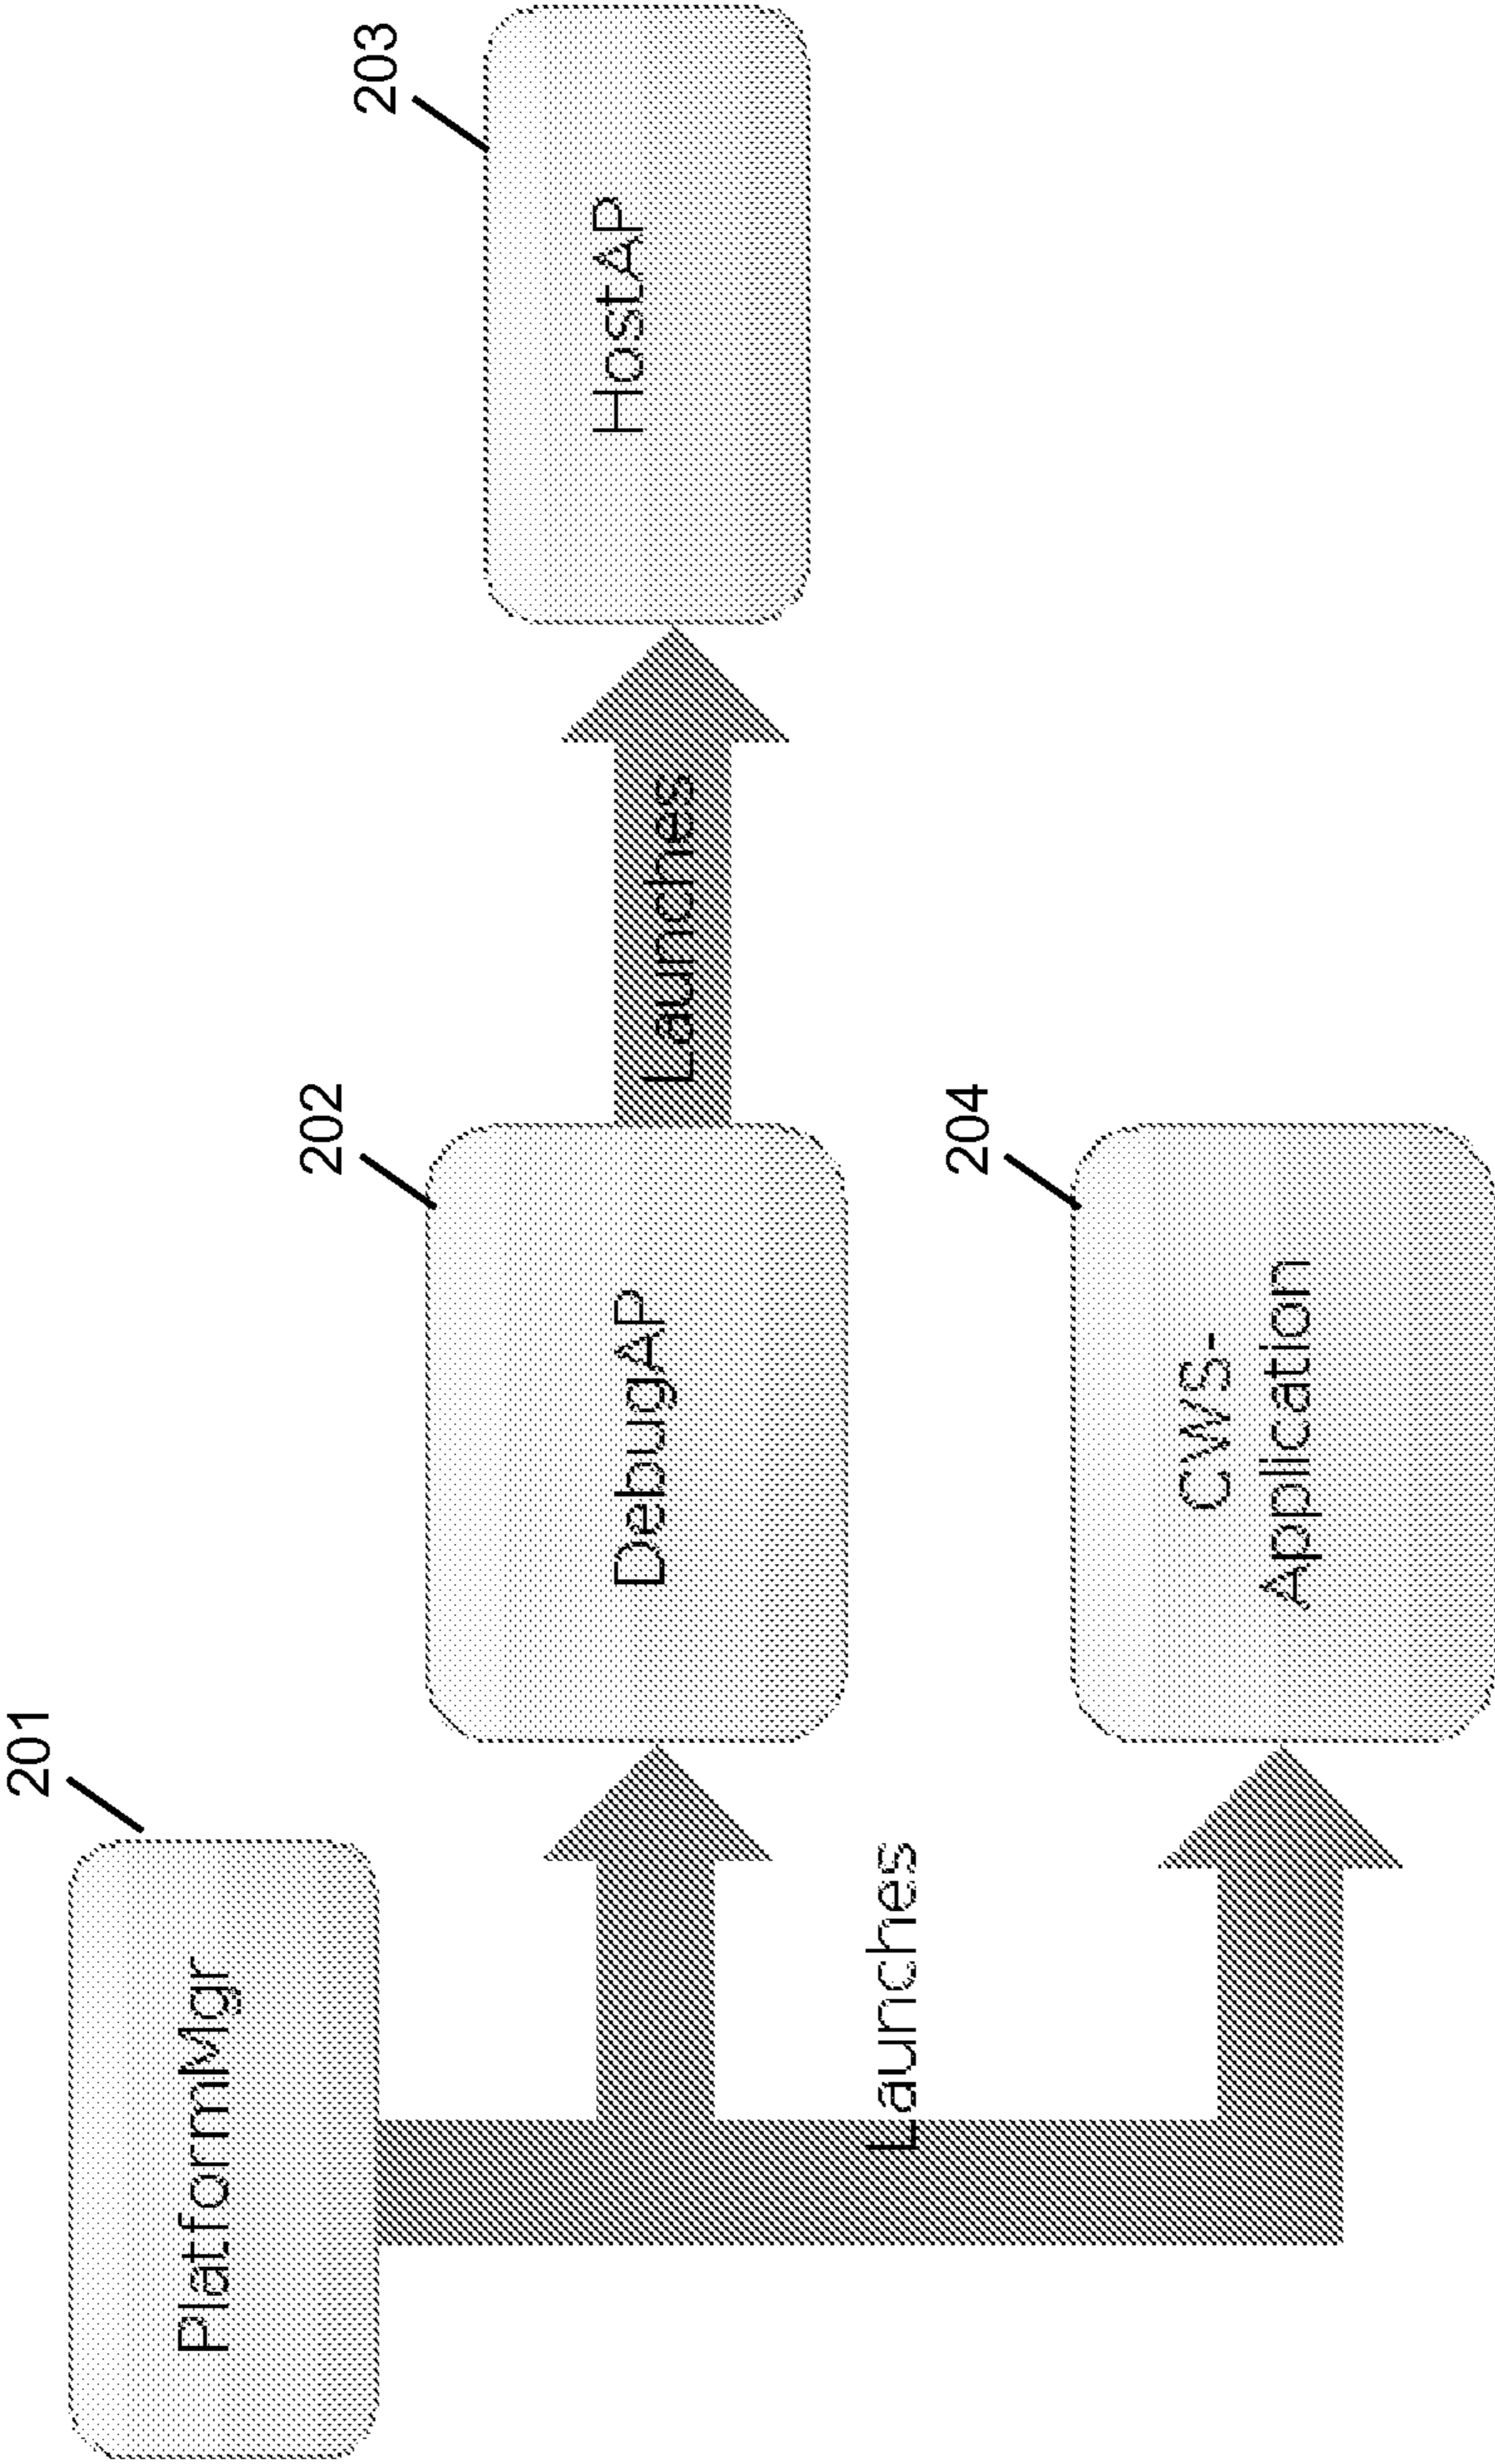 201
PlatformMgr
202
DebugAP
Launches
203
HostAP
Launches
204
CWS-
Application